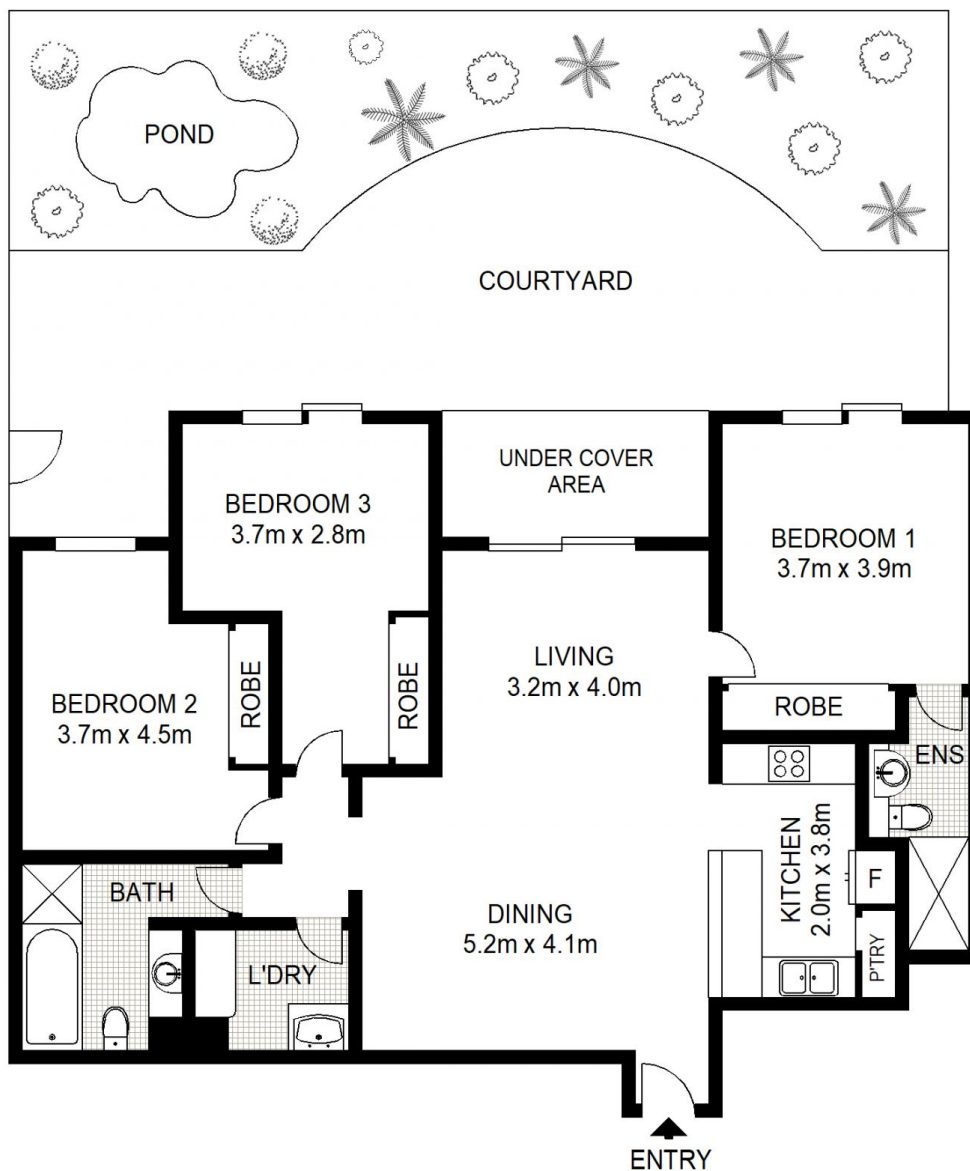 POND
COURTYARD
UNDER COVER
AREA
BEDROOM 3
3.7m x 2.8m
BEDROOM 1
3.7m x 3.9m
LIVING
3.2m x 4.0m
BEDROOM 2
3.7m x 4.5m
ROBE
ROBE
ROBE
ENS
KITCHEN
2.0m x 3.8m
F
BATH
DINING
5.2m x 4.1m
P'TRY
L'DRY
ENTRY